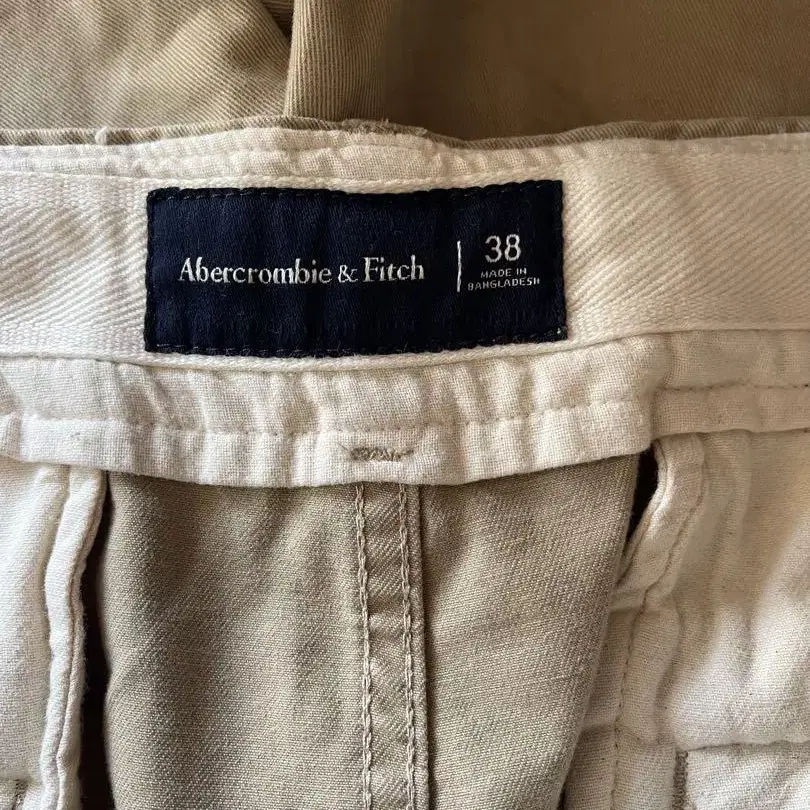 Abercrombie & Fitch
38
MADE IN
BANGLADESH